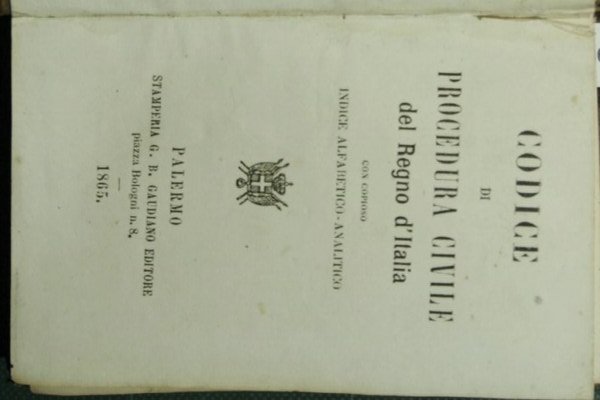 CODICE
DI
PROCEDURA CIVILE
del Regno d'Italia
CON COPIOSO
INDICE ALFABETICO-ANALITICO
PALERMO
STAMPERIA G. B. GAUDIANO EDITORE
piazza Bologni n. 8.
1865.